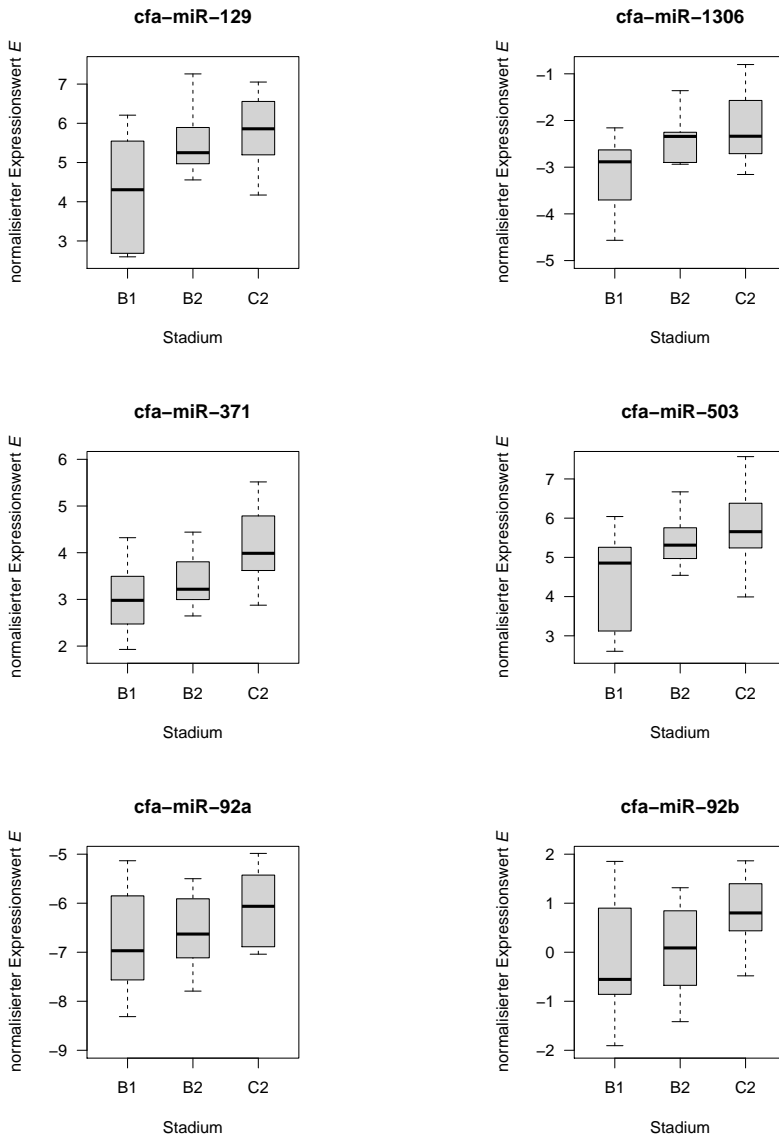 cfa−miR−129
normalisierter Expressionswert E
7
6
5
4
3
B1 B2 C2
Stadium
cfa−miR−1306
normalisierter Expressionswert E
−1
−2
−3
−4
−5
B1 B2 C2
Stadium
cfa−miR−371
normalisierter Expressionswert E
6
5
4
3
2
B1 B2 C2
Stadium
cfa−miR−503
normalisierter Expressionswert E
7
6
5
4
3
B1 B2 C2
Stadium
cfa−miR−92a
normalisierter Expressionswert E
−5
−6
−7
−8
−9
B1 B2 C2
Stadium
cfa−miR−92b
normalisierter Expressionswert E
2
1
0
−1
−2
B1 B2 C2
Stadium